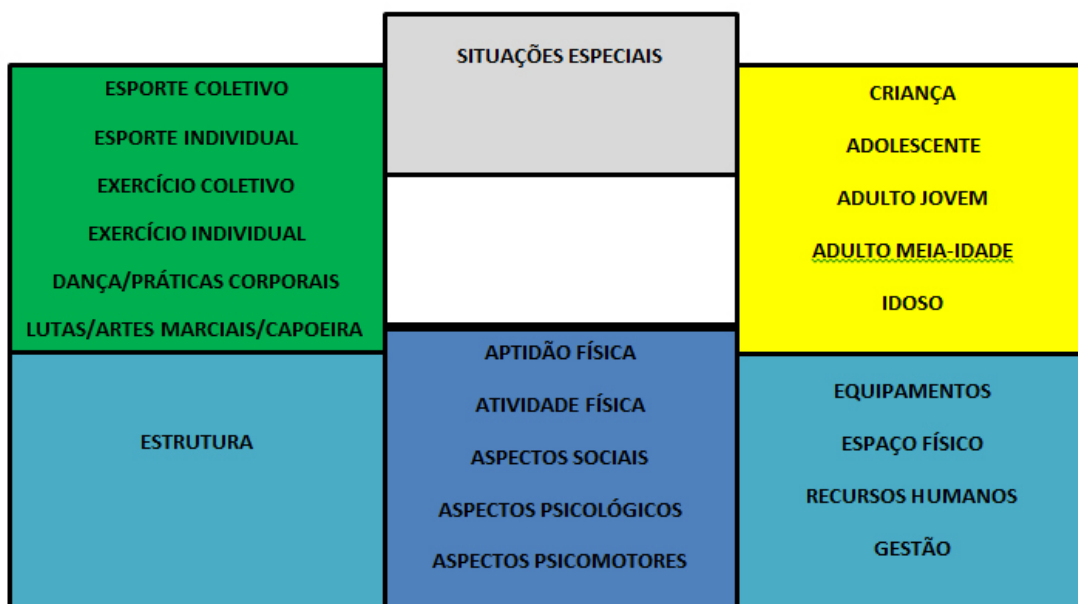 SITUAÇÕES ESPECIAIS
ESPORTE COLETIVO
ESPORTE INDIVIDUAL
EXERCÍCIO COLETIVO
EXERCÍCIO INDIVIDUAL
DANÇA/PRÁTICAS CORPORAIS
LUTAS/ARTES MARCIAIS/CAPOEIRA
CRIANÇA
ADOLESCENTE
ADULTO JOVEM
ADULTO MEIA-IDADE
IDOSO
ESTRUTURA
APTIDÃO FÍSICA
ATIVIDADE FÍSICA
ASPECTOS SOCIAIS
ASPECTOS PSICOLÓGICOS
ASPECTOS PSICOMOTORES
EQUIPAMENTOS
ESPAÇO FÍSICO
RECURSOS HUMANOS
GESTÃO